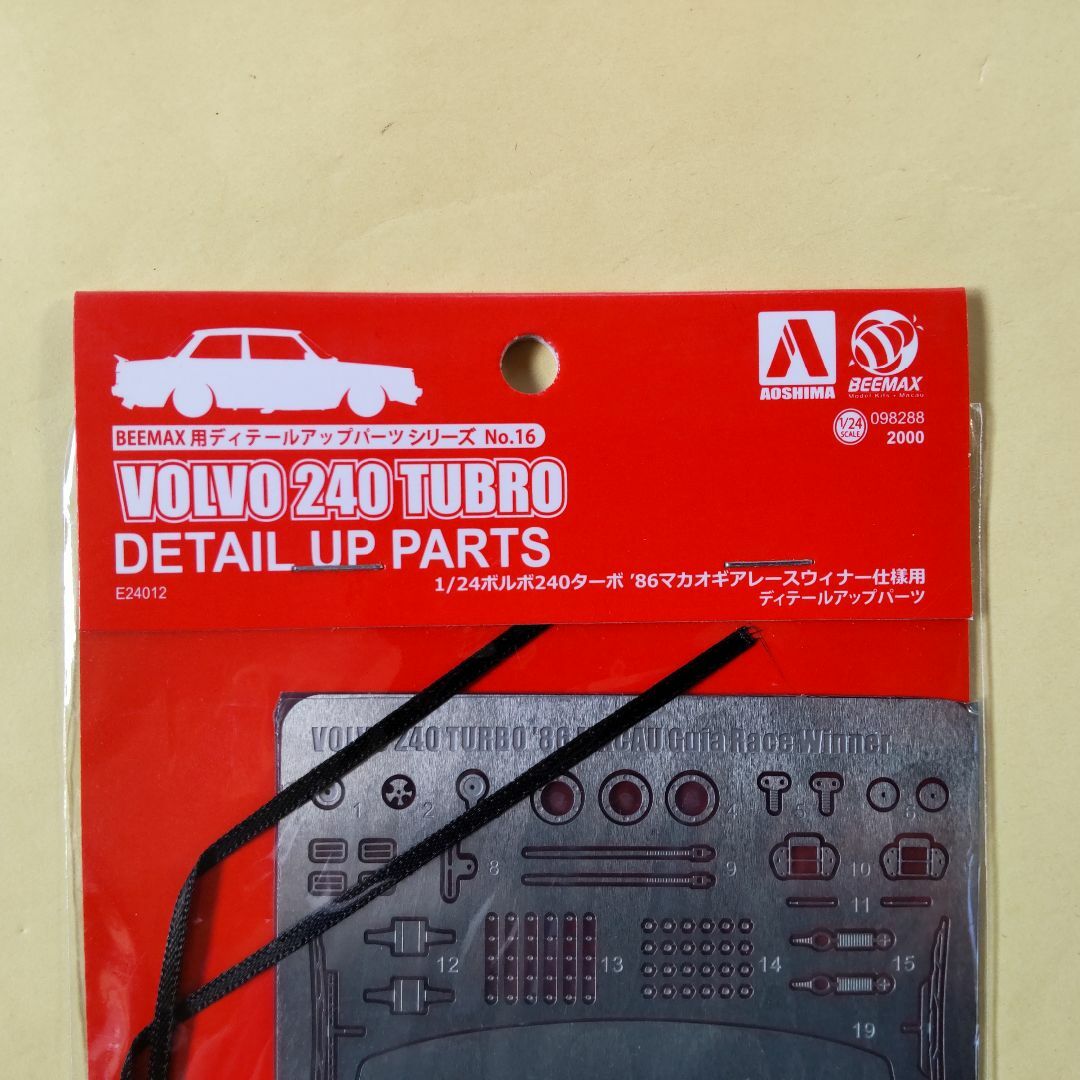 AOSHIMA
BEEMAX
Model Kits • Macau
1/24
SCALE
098288
2000
BEEMAX 用ディテールアップパーツ シリーズ No.16
VOLVO 240 TUBRO
DETAIL UP PARTS
E24012
1/24ボルボ240ターボ ’86マカオギアレースウィナー仕様用
ディテールアップパーツ
VOLVO 240 TURBO '86 MACAU Guia Race Winner
1 2 4 5 6
8 9 10
11
12 13 14 15
19